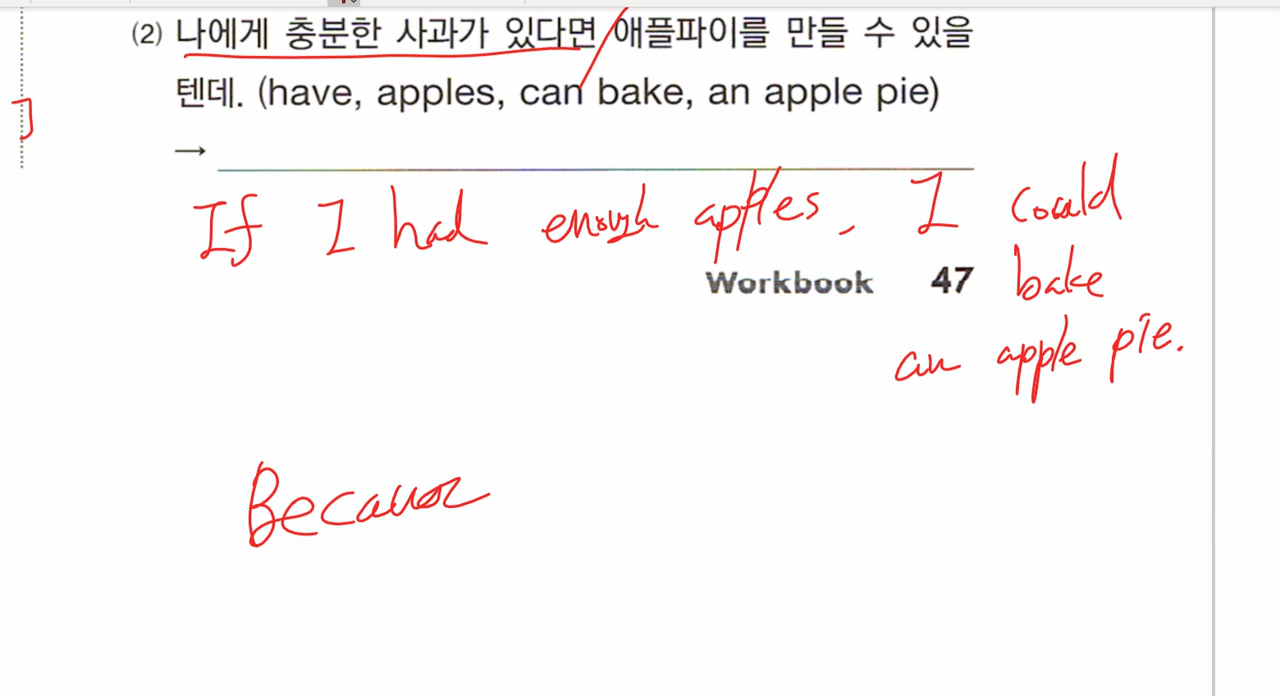 (2) 나에게 충분한 사과가 있다면 애플파이를 만들 수 있을
텐데. (have, apples, can bake, an apple pie)
→
If I had enough apples, I could
Workbook 47 bake
an apple pie.
Because